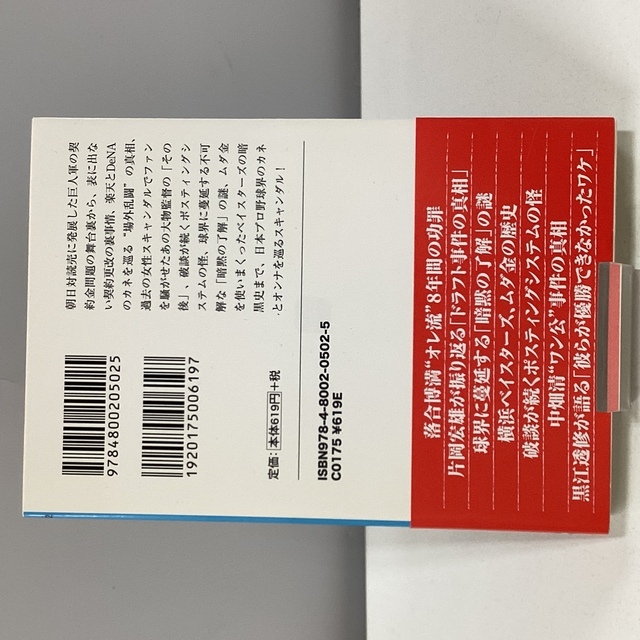 朝日対読売に発展した巨人軍の契
約金問題の舞台裏から、表に出な
い契約更改の裏事情、楽天とDeNA
のカネを巡る“場外乱闘”の真相、
過去の女性スキャンダルでファン
を騒がせたあの大物監督の「その
後」、破談が続くポスティングシ
ステムの怪、球界に蔓延する不可
解な「暗黙の了解」の謎、ムダ金
を使いまくったベイスターズの暗
黒史まで、日本プロ野球界のカネ
とオンナを巡るスキャンダル！
9784800205025
1920175006197
定価：本体619円+税
ISBN978-4-8002-0502-5
C0175 ¥619E
落合博満“オレ流”8年間の功罪
片岡宏雄が振り返る「ドラフト事件の真相」
球界に蔓延する「暗黙の了解」の謎
横浜ベイスターズ、ムダ金の歴史
破談が続くポスティングシステムの怪
中畑清“ワン公”事件の真相
黒江透修が語る「彼らが優勝できなかったワケ」